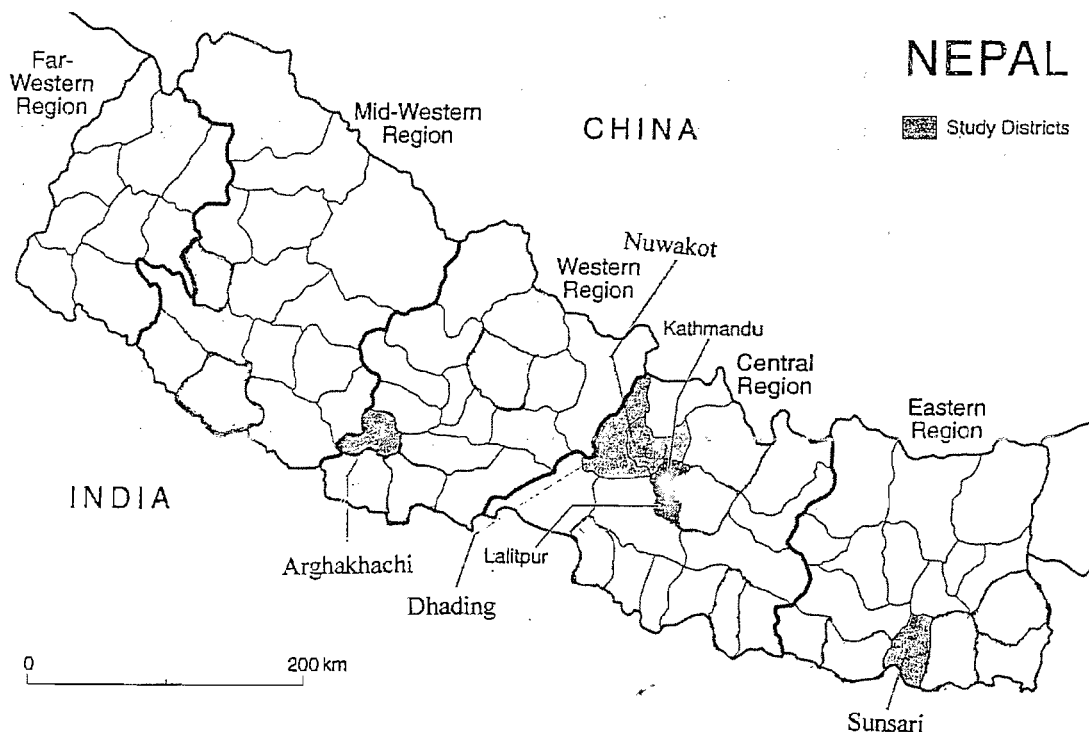 NEPAL
Study Districts
Far-
Western
Region
Mid-Western
Region
CHINA
Nuwakot
Western
Region
Kathmandu
Central
Region
Eastern
Region
INDIA
Arghakhachi
Lalitpur
Dhading
0 200 km
Sunsari